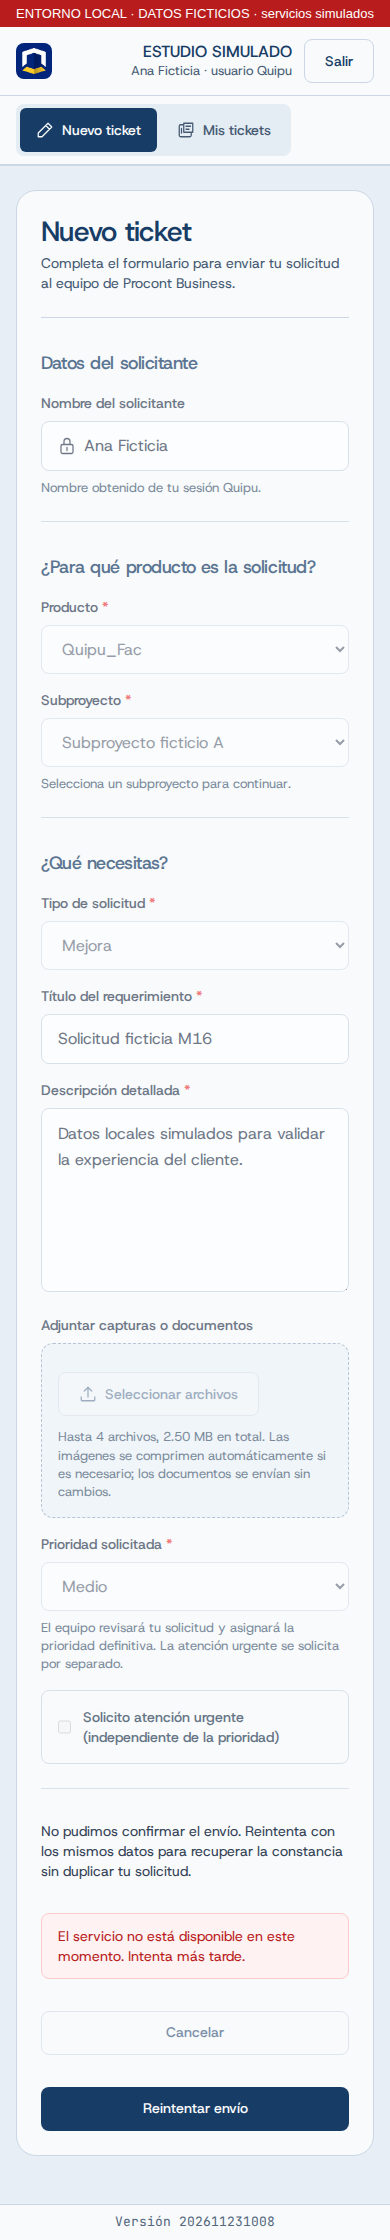 ENTORNO LOCAL · DATOS FICTICIOS · servicios simulados
ESTUDIO SIMULADO
Ana Ficticia · usuario Quipu
Salir
Nuevo ticket
Mis tickets
Nuevo ticket
Completa el formulario para enviar tu solicitud
al equipo de Procont Business.
Datos del solicitante
Nombre del solicitante
Ana Ficticia
Nombre obtenido de tu sesión Quipu.
¿Para qué producto es la solicitud?
Producto *
Quipu_Fac
Subproyecto *
Subproyecto ficticio A
Selecciona un subproyecto para continuar.
¿Qué necesitas?
Tipo de solicitud *
Mejora
Título del requerimiento *
Solicitud ficticia M16
Descripción detallada *
Datos locales simulados para validar
la experiencia del cliente.
Adjuntar capturas o documentos
Seleccionar archivos
Hasta 4 archivos, 2.50 MB en total. Las
imágenes se comprimen automáticamente si
es necesario; los documentos se envían sin
cambios.
Prioridad solicitada *
Medio
El equipo revisará tu solicitud y asignará la
prioridad definitiva. La atención urgente se solicita
por separado.
Solicito atención urgente
(independiente de la prioridad)
No pudimos confirmar el envío. Reintenta con
los mismos datos para recuperar la constancia
sin duplicar tu solicitud.
El servicio no está disponible en este
momento. Intenta más tarde.
Cancelar
Reintentar envío
Versión 202611231008